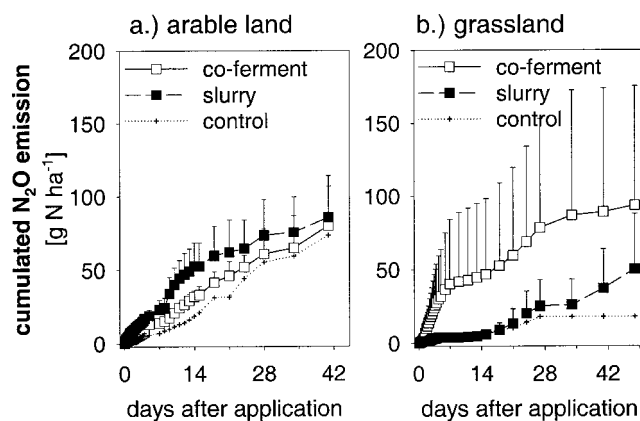 a.) arable land
b.) grassland
cumulated N₂O emission
[g N ha⁻¹]
200
150
100
50
0
co-ferment
slurry
control
0 14 28 42
days after application
200
150
100
50
0
co-ferment
slurry
control
0 14 28 42
days after application